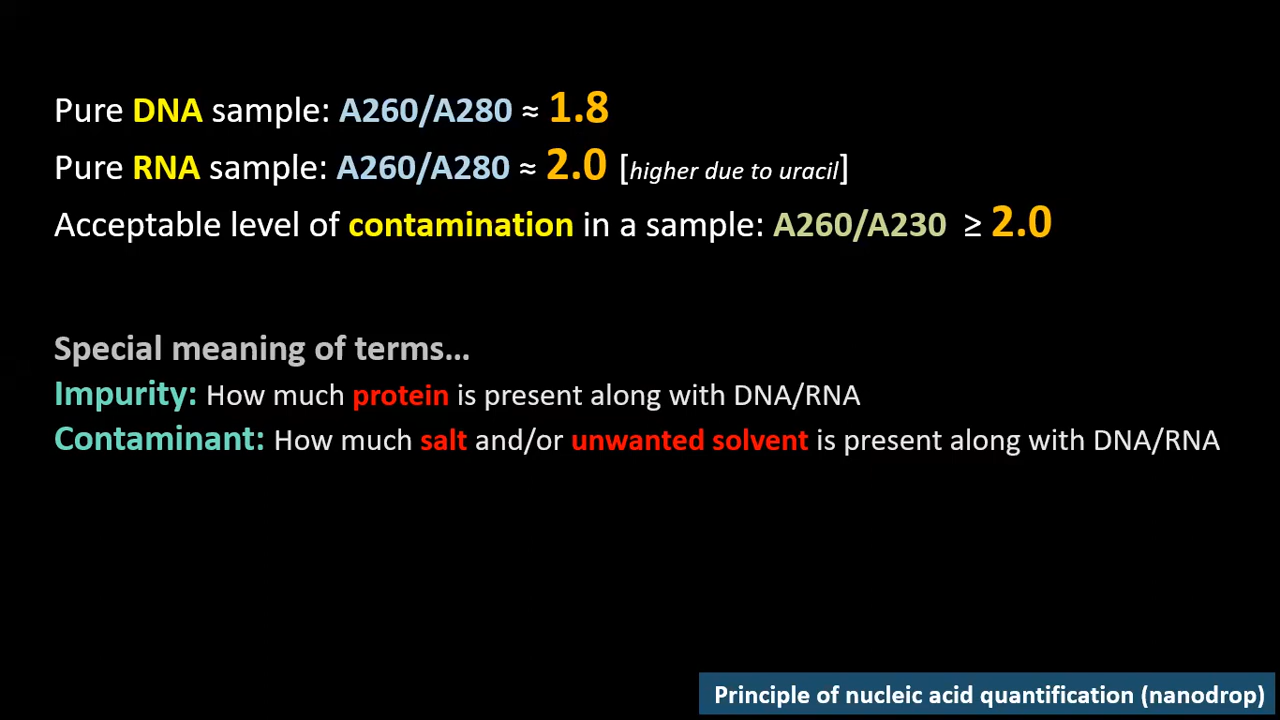 Pure DNA sample: A260/A280 ≈ 1.8
Pure RNA sample: A260/A280 ≈ 2.0 [higher due to uracil]
Acceptable level of contamination in a sample: A260/A230 ≥ 2.0
Special meaning of terms...
Impurity: How much protein is present along with DNA/RNA
Contaminant: How much salt and/or unwanted solvent is present along with DNA/RNA
Principle of nucleic acid quantification (nanodrop)